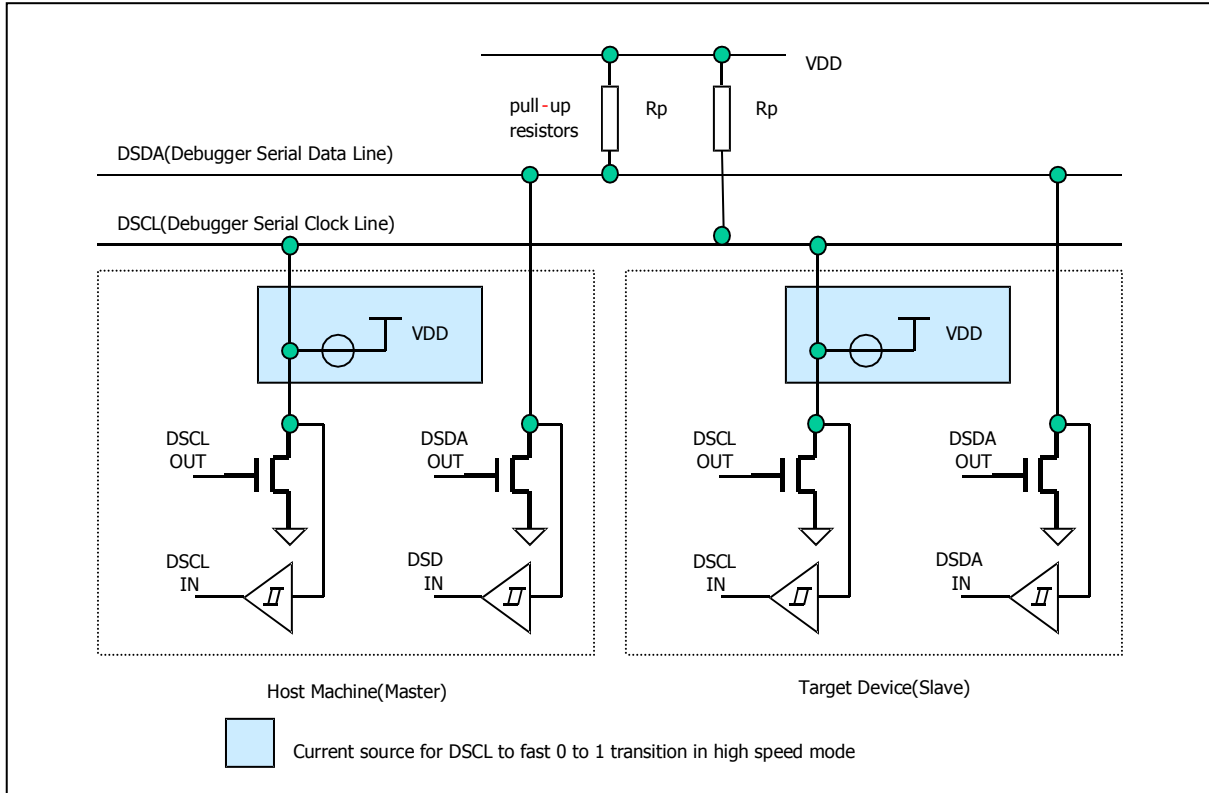 VDD
pull-up
resistors
Rp
Rp
DSDA(Debugger Serial Data Line)
DSCL(Debugger Serial Clock Line)
VDD
VDD
DSCL
OUT
DSDA
OUT
DSCL
OUT
DSDA
OUT
DSCL
IN
DSD
IN
DSCL
IN
DSDA
IN
Host Machine(Master)
Target Device(Slave)
Current source for DSCL to fast 0 to 1 transition in high speed mode